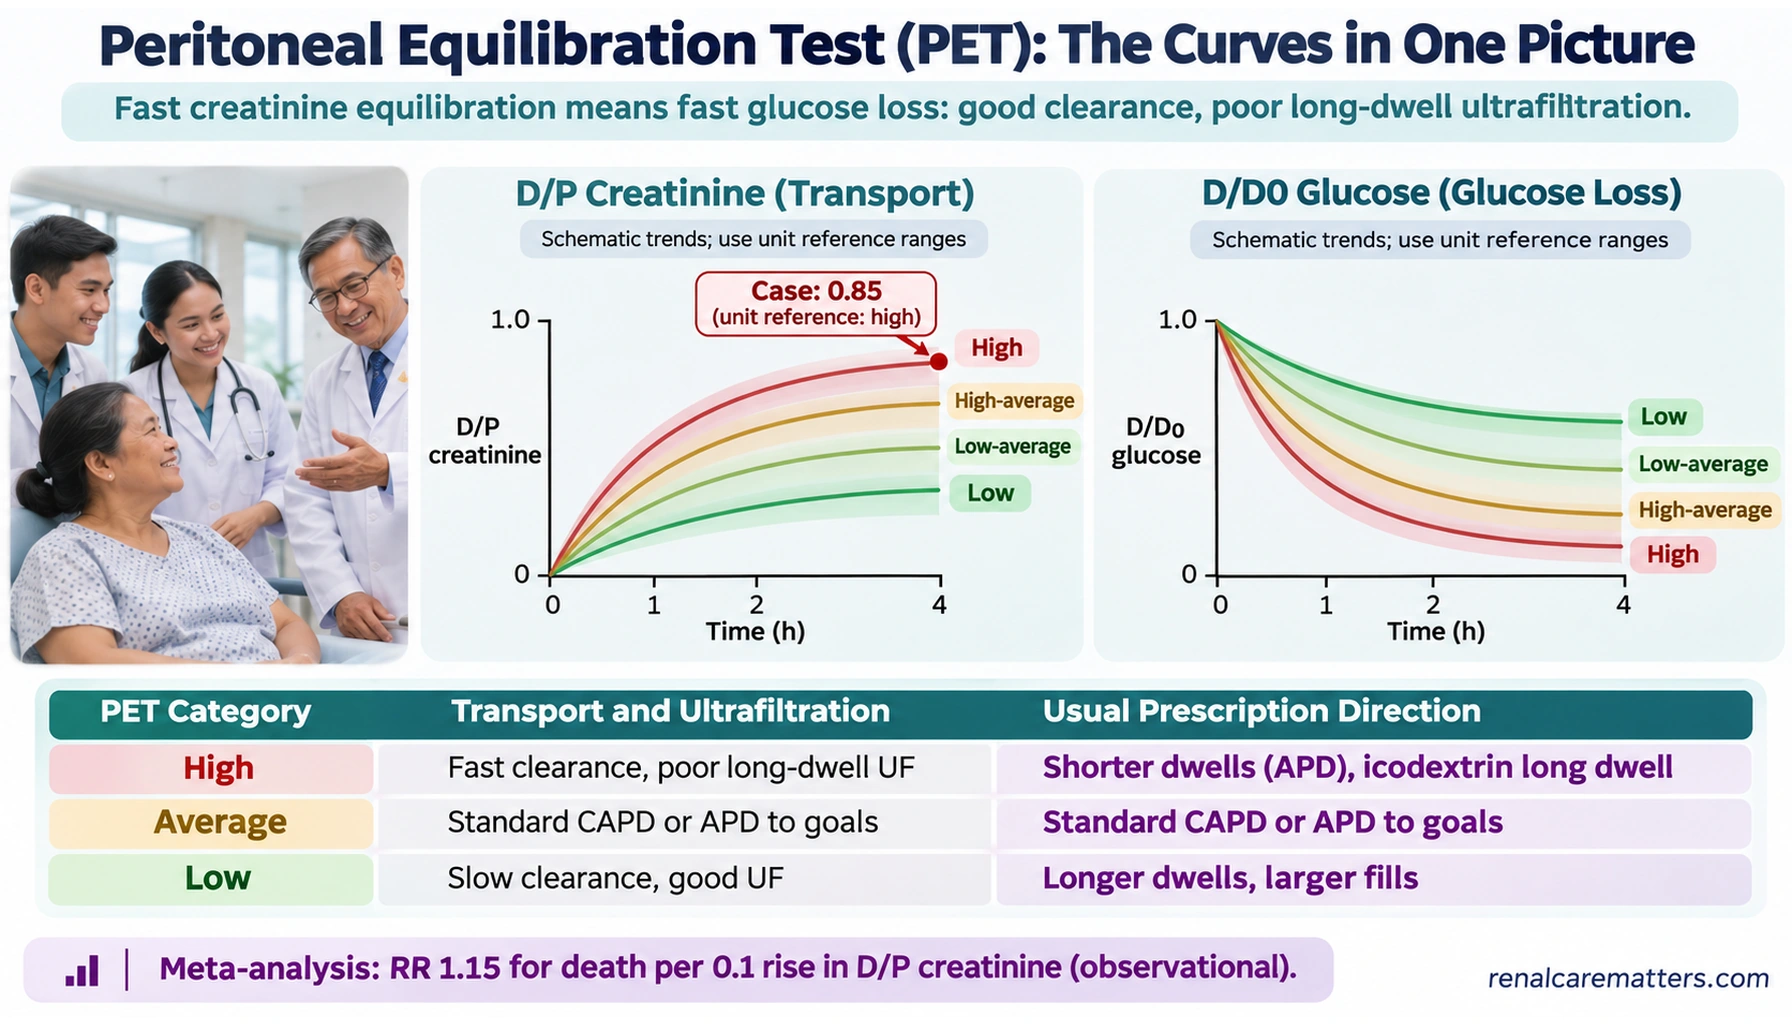 Peritoneal Equilibration Test (PET): The Curves in One Picture
Fast creatinine equilibration means fast glucose loss: good clearance, poor long-dwell ultrafiltration.
D/P Creatinine (Transport)
Schematic trends; use unit reference ranges
Case: 0.85
(unit reference: high)
1.0
High
High-average
D/P
creatinine
Low-average
Low
0
0 1 2 4
Time (h)
D/D0 Glucose (Glucose Loss)
Schematic trends; use unit reference ranges
1.0
D/D₀
glucose
Low
Low-average
High-average
High
0
0 1 2 4
Time (h)
PET Category Transport and Ultrafiltration Usual Prescription Direction
High Fast clearance, poor long-dwell UF Shorter dwells (APD), icodextrin long dwell
Average Standard CAPD or APD to goals Standard CAPD or APD to goals
Low Slow clearance, good UF Longer dwells, larger fills
Meta-analysis: RR 1.15 for death per 0.1 rise in D/P creatinine (observational).
renalcarematters.com